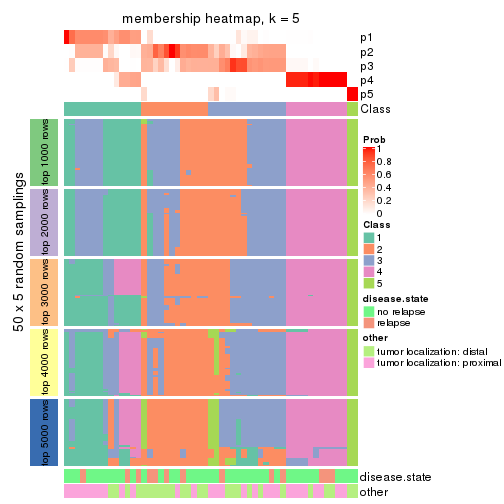 membership heatmap, k = 5
p1
p2
p3
p4
p5
Class
50 x 5 random samplings
top 1000 rows
top 2000 rows
top 3000 rows
top 4000 rows
top 5000 rows
disease.state
other
Prob
1
0.8
0.6
0.4
0.2
0
Class
1
2
3
4
5
disease.state
no relapse
relapse
other
tumor localization: distal
tumor localization: proximal